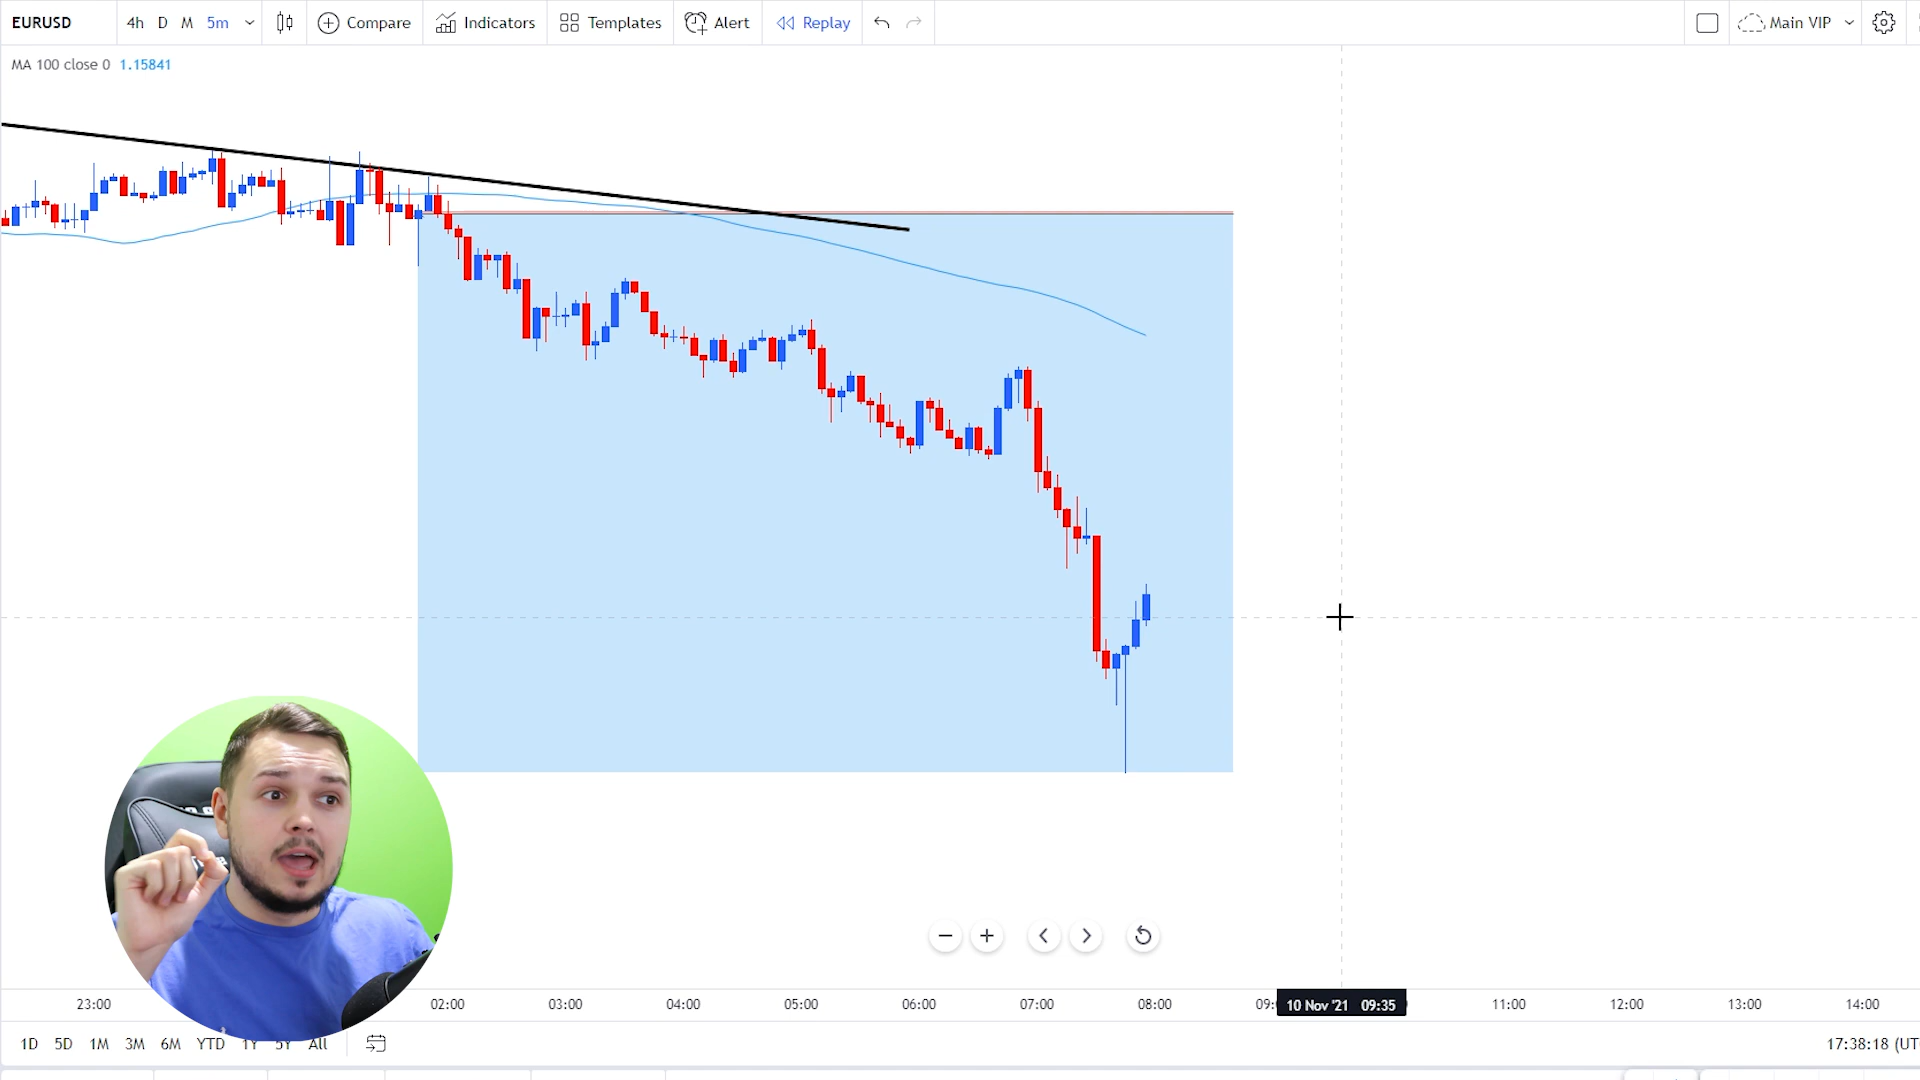 EURUSD 4h D M 5m Compare Indicators Templates Alert Replay Main VIP
MA 100 close 0 1.15841
23:00 02:00 03:00 04:00 05:00 06:00 07:00 08:00 10 Nov '21 09:35 11:00 12:00 13:00 14:00
1D 5D 1M 3M 6M YTD 1Y 5Y All 17:38:18 (UT